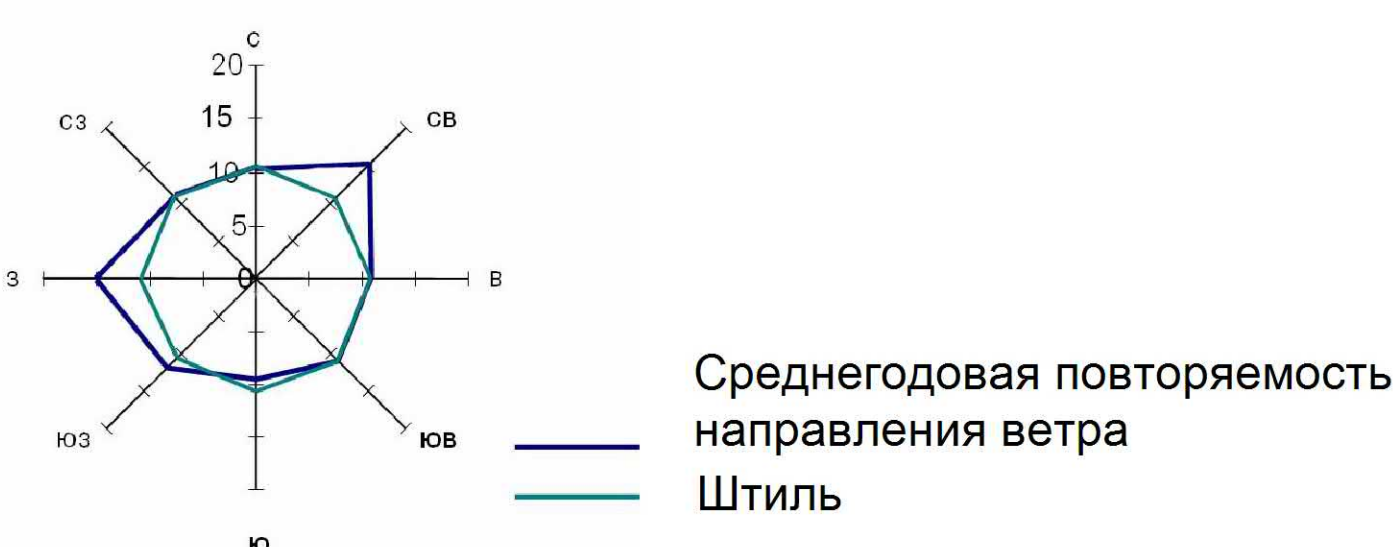 С
20
СЗ
15
СВ
10
5
З
0
В
ЮЗ
ЮВ
Ю
Среднегодовая повторяемость
направления ветра
Штиль